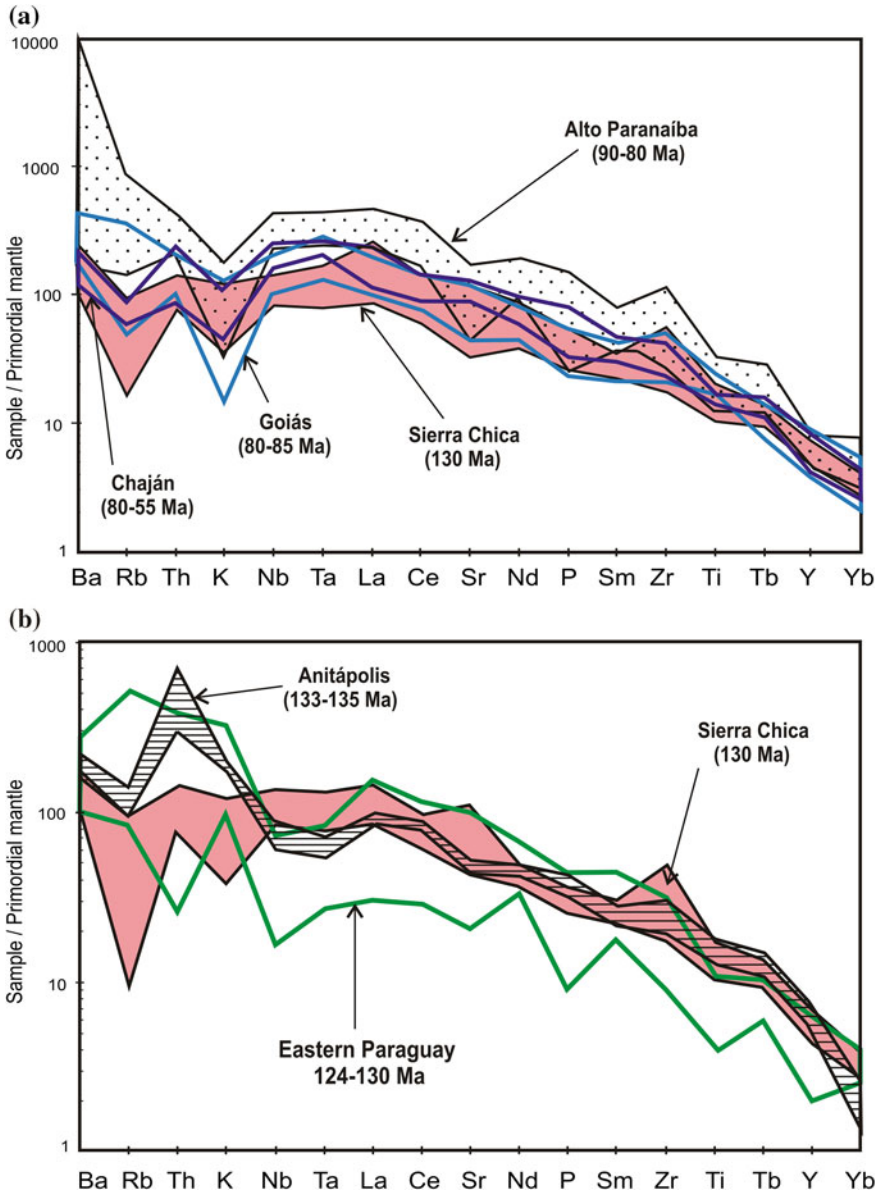 (a)
10000
1000
100
10
1
Sample / Primordial mantle
Alto Paranaíba
(90-80 Ma)
Goiás
(80-85 Ma)
Sierra Chica
(130 Ma)
Chaján
(80-55 Ma)
Ba Rb Th K Nb Ta La Ce Sr Nd P Sm Zr Ti Tb Y Yb
(b)
1000
100
10
1
Sample / Primordial mantle
Anitápolis
(133-135 Ma)
Sierra Chica
(130 Ma)
Eastern Paraguay
124-130 Ma
Ba Rb Th K Nb Ta La Ce Sr Nd P Sm Zr Ti Tb Y Yb